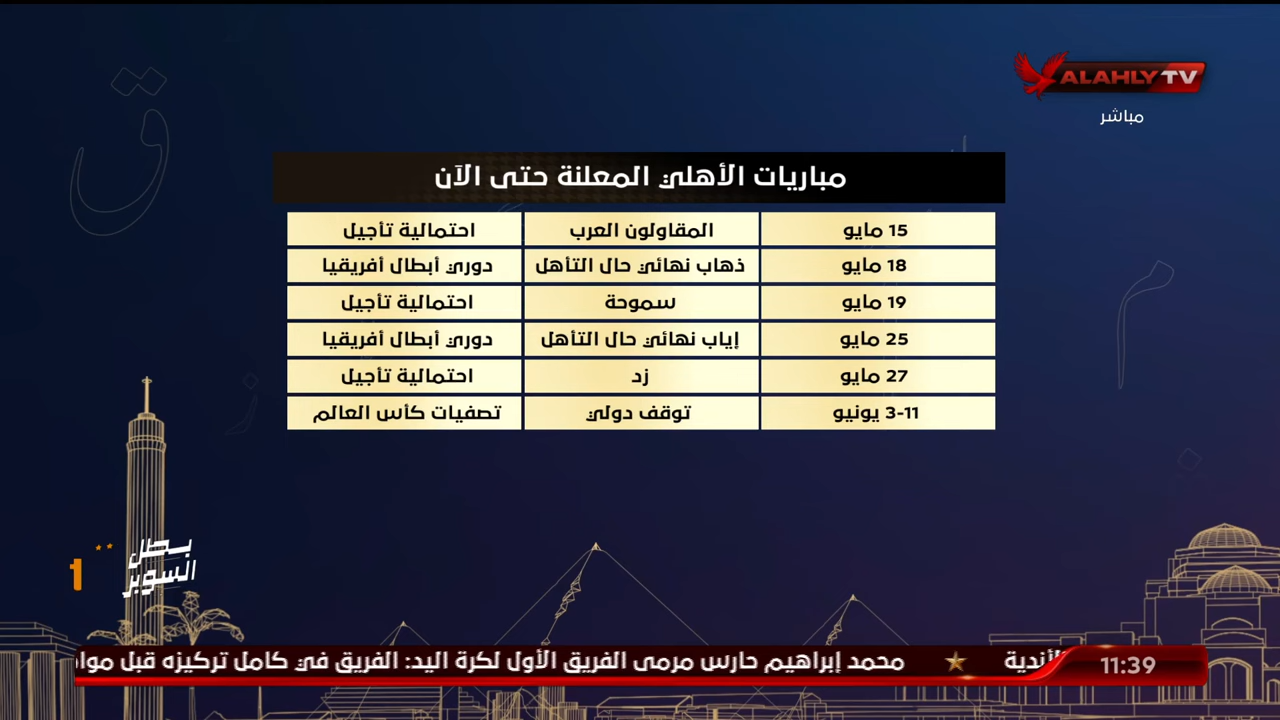 ALAHLY TV
مباشر
مباريات الأهلي المعلنة حتى الآن
15 مايو المقاولون العرب احتمالية تأجيل
18 مايو ذهاب نهائي حال التأهل دوري أبطال أفريقيا
19 مايو سموحة احتمالية تأجيل
25 مايو إياب نهائي حال التأهل دوري أبطال أفريقيا
27 مايو زد احتمالية تأجيل
3-11 يونيو توقف دولي تصفيات كأس العالم
بطل
السوبر
1
11:39
الأندية ★ محمد إبراهيم حارس مرمى الفريق الأول لكرة اليد: الفريق في كامل تركيزه قبل